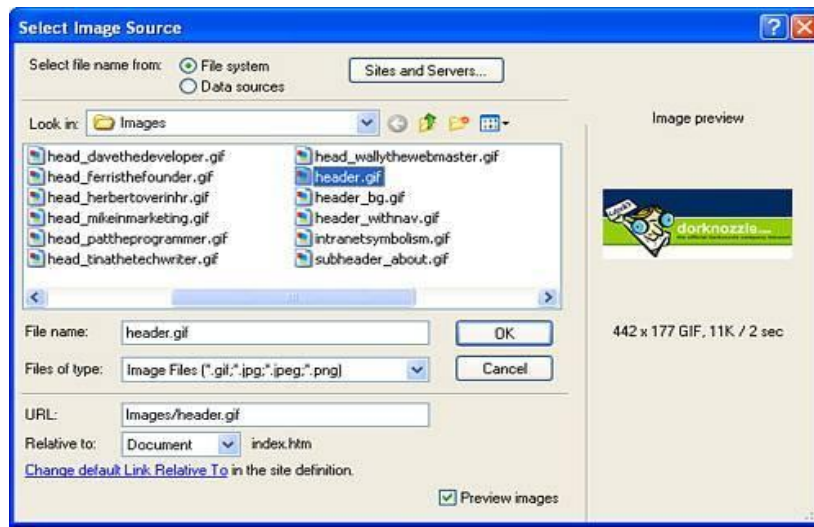 Select Image Source
Select file name from: File system Sites and Servers...
Data sources
Look in: Images
Image preview
head_davethedeveloper.gif
head_ferristhefounder.gif
head_herbertoverinhr.gif
head_mikeinmarketing.gif
head_pattheprogrammer.gif
head_tinathetechwriter.gif
head_wallythewebmaster.gif
header.gif
header_bg.gif
header_withnav.gif
intranetsymbolism.gif
subheader_about.gif
dorknozzle
File name: header.gif OK
442 x 177 GIF, 11K / 2 sec
Files of type: Image Files (*.gif;*.jpg;*.jpeg;*.png) Cancel
URL: Images/header.gif
Relative to: Document index.htm
Change default Link Relative To in the site definition.
Preview images